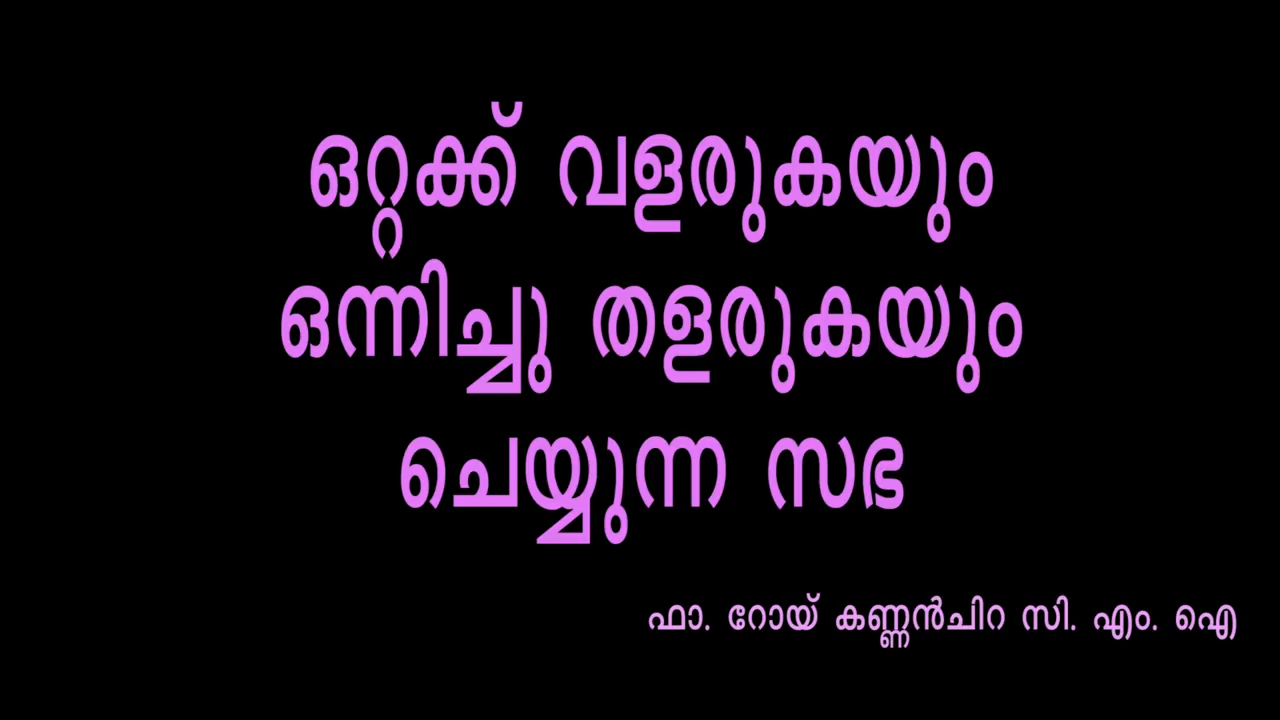 ഒറ്റക്ക് വളരുകയും
ഒന്നിച്ചു തളരുകയും
ചെയ്യുന്ന സഭ
ഫാ. റോയ് കണ്ണൻചിറ സി. എം. ഐ